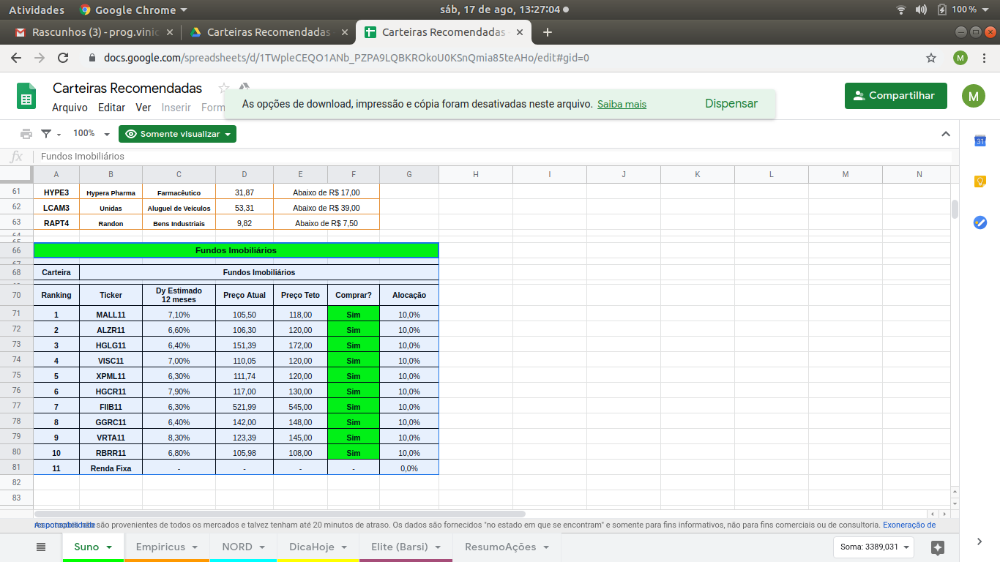 Atividades Google Chrome sáb, 17 de ago, 13:27:04 100 %
Rascunhos (3) - prog.vinic Carteiras Recomendadas Carteiras Recomendadas
docs.google.com/spreadsheets/d/1TWpleCEQO1ANb_PZPA9LQBKROkoU0KSnQmia85teAHo/edit#gid=0 M
Carteiras Recomendadas
As opções de download, impressão e cópia foram desativadas neste arquivo. Saiba mais Dispensar
Compartilhar M
Arquivo Editar Ver Inserir Form
100% Somente visualizar
31
fx Fundos Imobiliários
A B C D E F G H I J K L M N
61 HYPE3 Hypera Pharma Farmacêutico 31,87 Abaixo de R$ 17,00
62 LCAM3 Unidas Aluguel de Veículos 53,31 Abaixo de R$ 39,00
63 RAPT4 Randon Bens Industriais 9,82 Abaixo de R$ 7,50
64
65
66 Fundos Imobiliários
67
68 Carteira Fundos Imobiliários
70 Ranking Ticker Dy Estimado 12 meses Preço Atual Preço Teto Comprar? Alocação
71 1 MALL11 7,10% 105,50 118,00 Sim 10,0%
72 2 ALZR11 6,60% 106,30 120,00 Sim 10,0%
73 3 HGLG11 6,40% 151,39 172,00 Sim 10,0%
74 4 VISC11 7,00% 110,05 120,00 Sim 10,0%
75 5 XPML11 6,30% 111,74 120,00 Sim 10,0%
76 6 HGCR11 7,90% 117,00 130,00 Sim 10,0%
77 7 FIIB11 6,30% 521,99 545,00 Sim 10,0%
78 8 GGRC11 6,40% 142,00 148,00 Sim 10,0%
79 9 VRTA11 8,30% 123,39 145,00 Sim 10,0%
80 10 RBRR11 6,80% 105,98 108,00 Sim 10,0%
81 11 Renda Fixa - - - - 0,0%
82
83
não são provenientes de todos os mercados e talvez tenham até 20 minutos de atraso. Os dados são fornecidos "no estado em que se encontram" e somente para fins informativos, não para fins comerciais ou de consultoria. Exoneração de
Suno Empiricus NORD DicaHoje Elite (Barsi) ResumoAções Soma: 3389,031